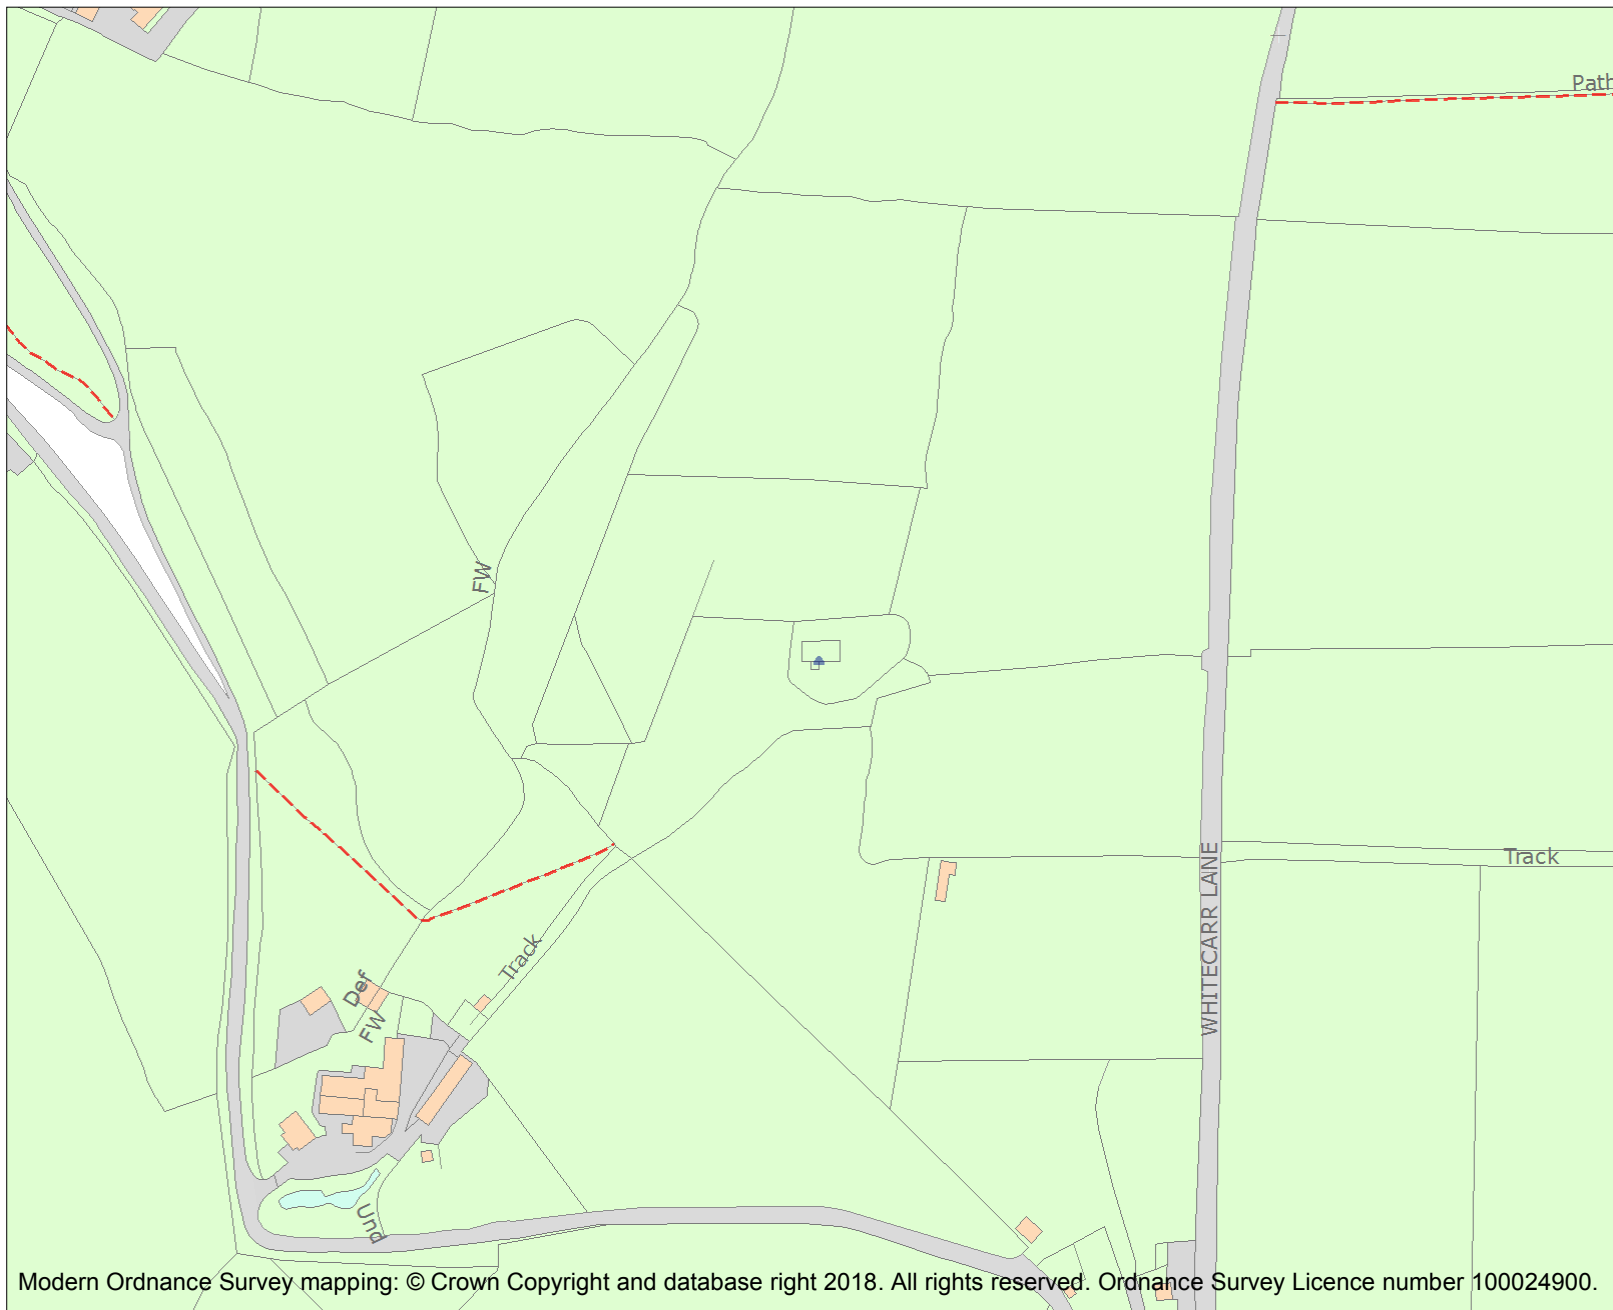 Path
FW
WHITECARR LANE
Track
Track
Def
FW
Und
Modern Ordnance Survey mapping: © Crown Copyright and database right 2018. All rights reserved. Ordnance Survey Licence number 100024900.